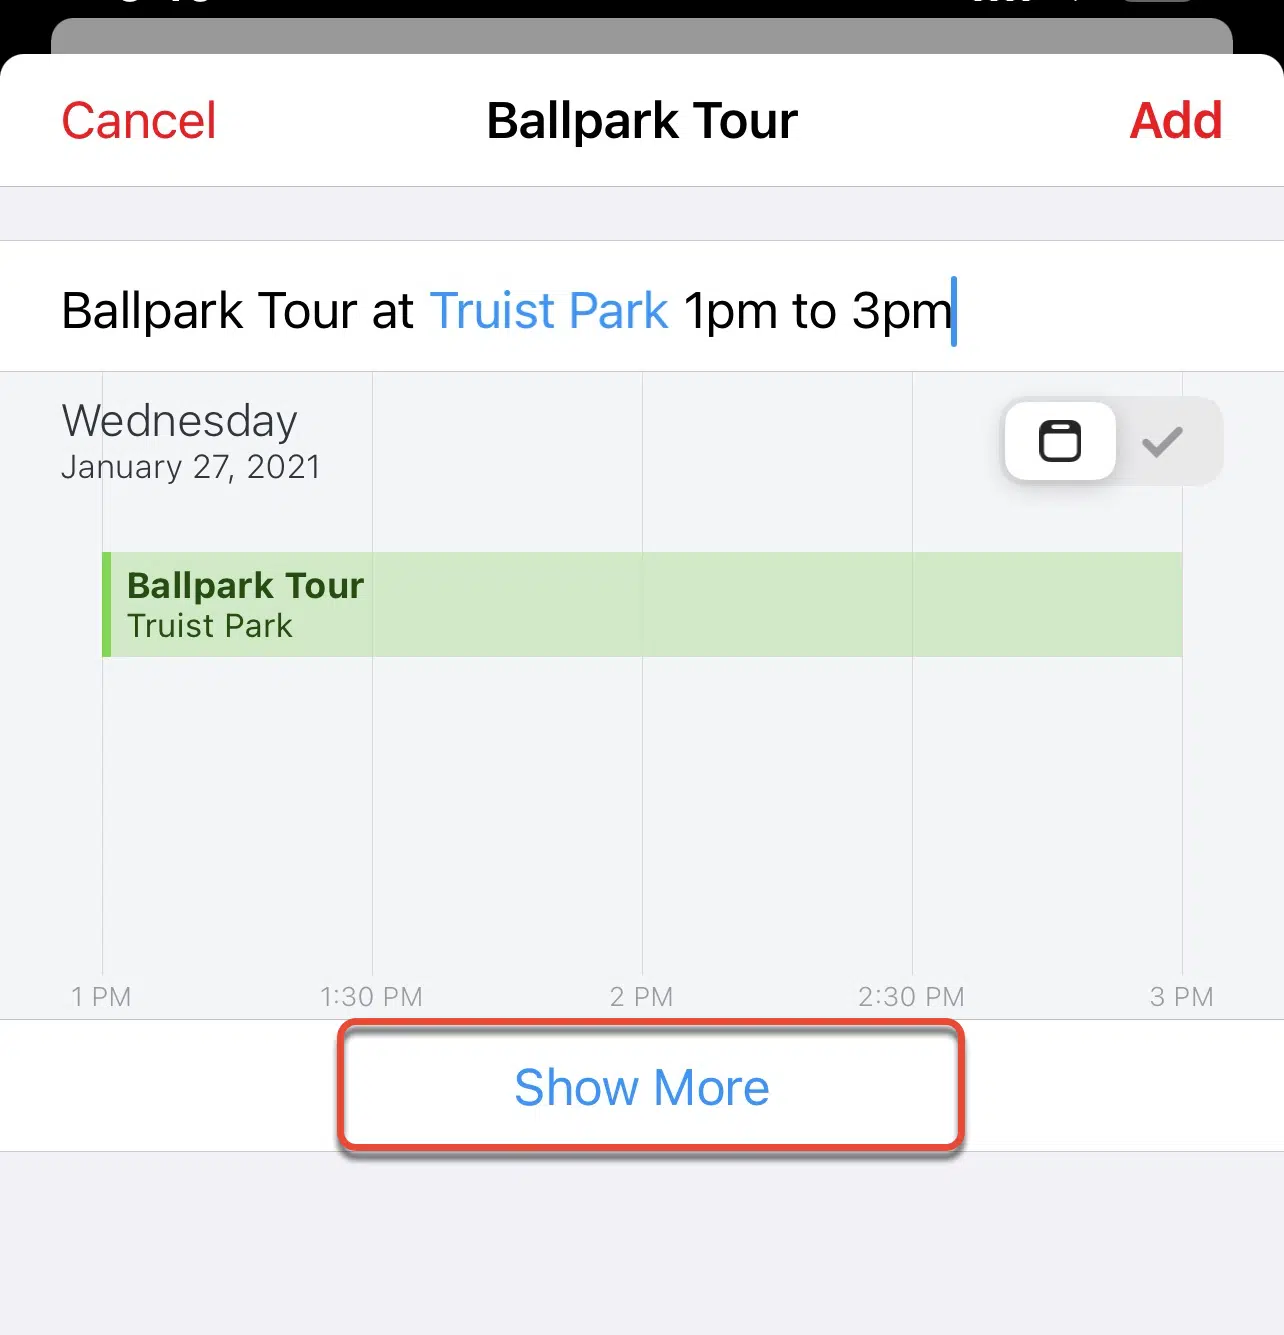 Cancel Ballpark Tour Add
Ballpark Tour at Truist Park 1pm to 3pm
Wednesday
January 27, 2021
Ballpark Tour
Truist Park
1 PM 1:30 PM 2 PM 2:30 PM 3 PM
Show More